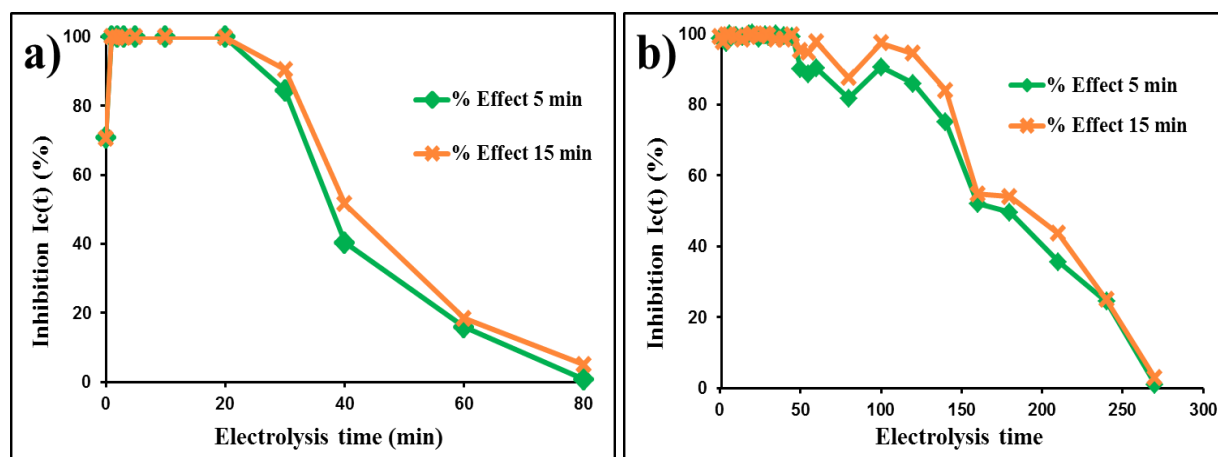 a)
Inhibition Ic(t) (%)
100
80
60
40
20
0
% Effect 5 min
% Effect 15 min
0 20 40 60 80
Electrolysis time (min)
b)
Inhibition Ic(t) (%)
100
80
60
40
20
0
% Effect 5 min
% Effect 15 min
0 50 100 150 200 250 300
Electrolysis time